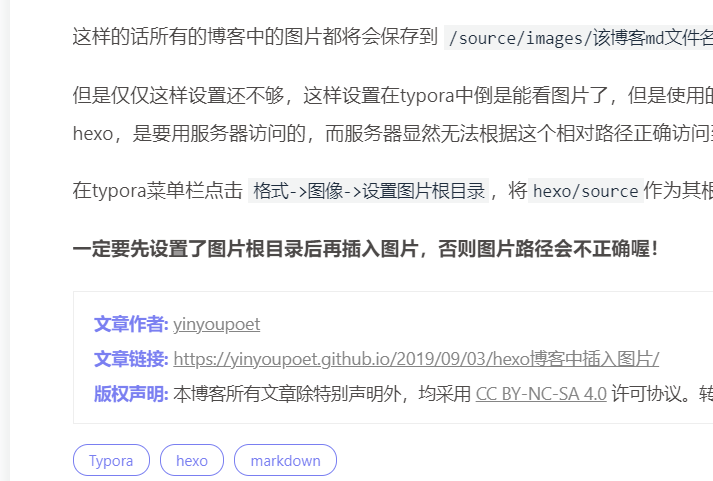 这样的话所有的博客中的图片都将会保存到 /source/images/该博客md文件名
但是仅仅这样设置还不够，这样设置在typora中倒是能看图片了，但是使用的
hexo，是要用服务器访问的，而服务器显然无法根据这个相对路径正确访问到
在typora菜单栏点击 格式->图像->设置图片根目录，将hexo/source作为其根
一定要先设置了图片根目录后再插入图片，否则图片路径会不正确喔！
文章作者: yinyoupoet
文章链接: https://yinyoupoet.github.io/2019/09/03/hexo博客中插入图片/
版权声明: 本博客所有文章除特别声明外，均采用 CC BY-NC-SA 4.0 许可协议。转
Typora hexo markdown